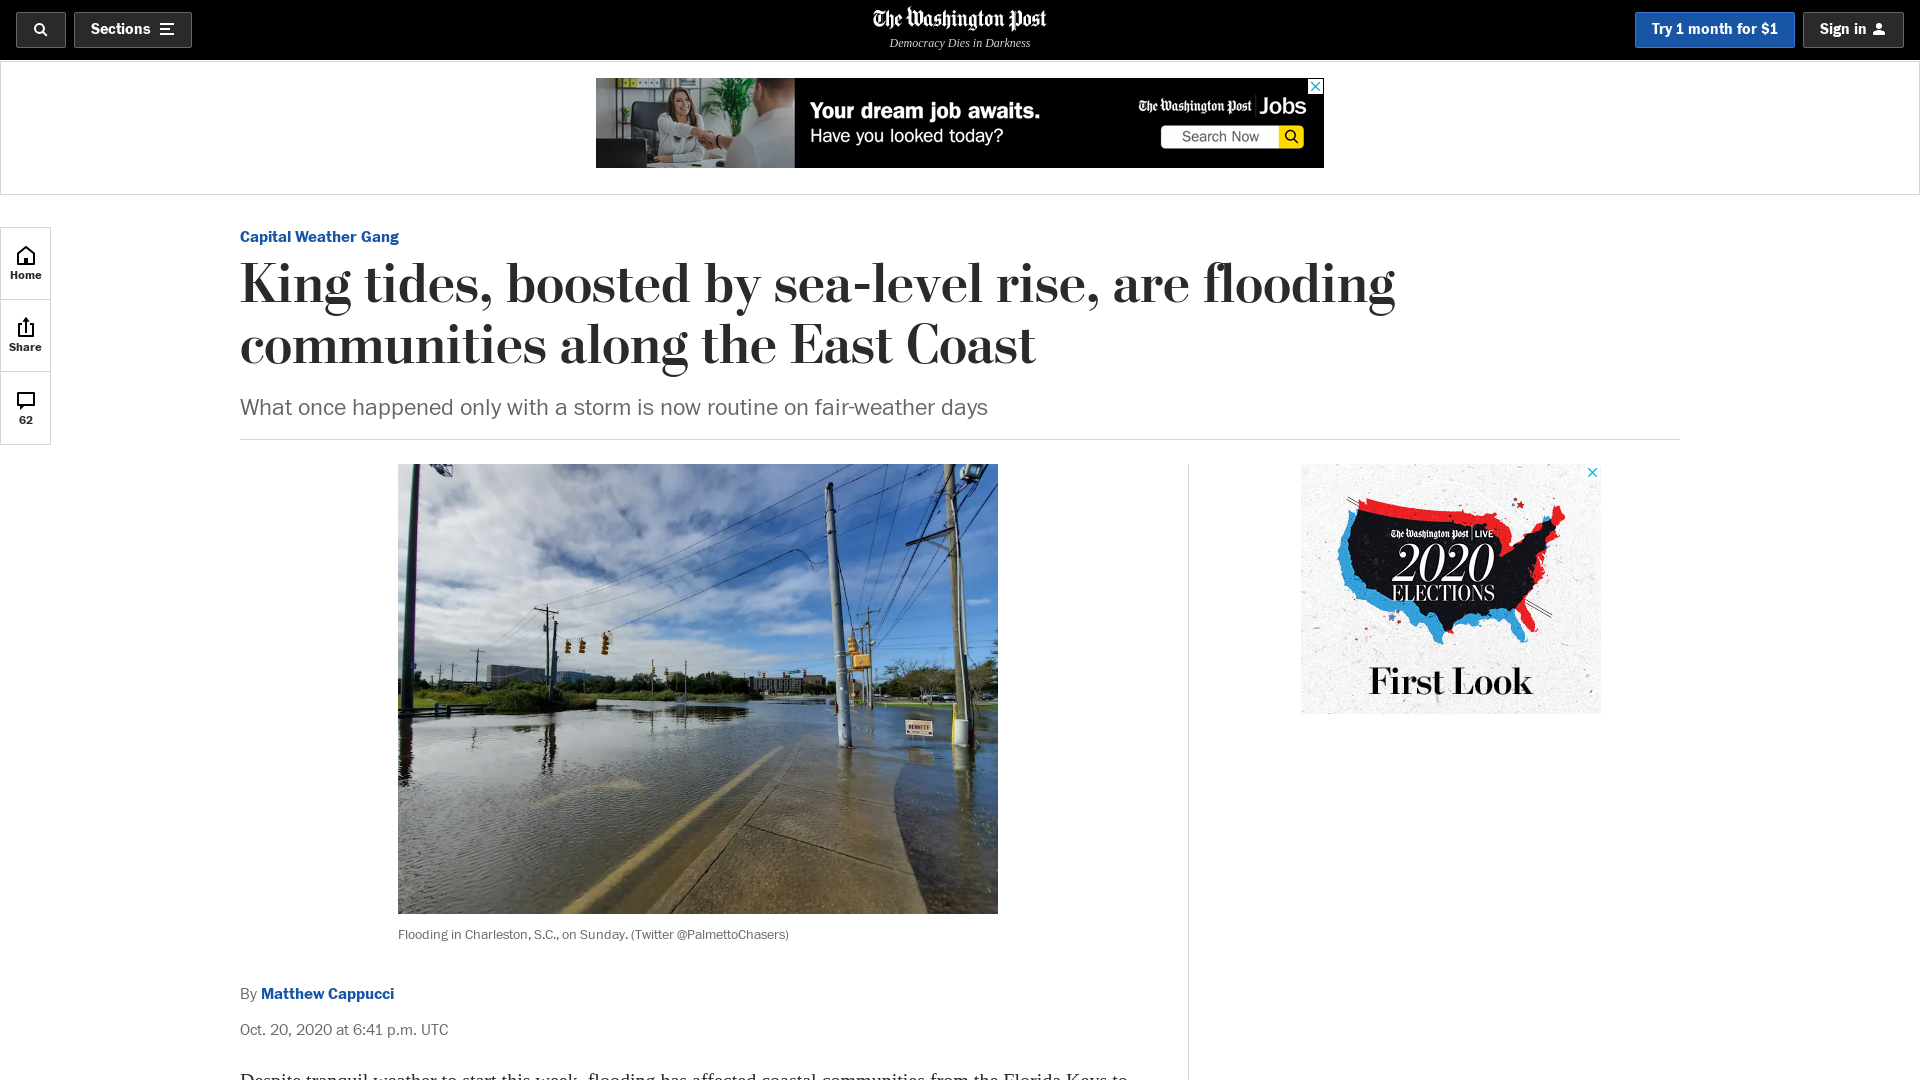 Sections
The Washington Post
Democracy Dies in Darkness
Try 1 month for $1
Sign in
Your dream job awaits.
Have you looked today?
The Washington Post Jobs
Search Now
Home
Share
62
Capital Weather Gang
King tides, boosted by sea-level rise, are flooding
communities along the East Coast
What once happened only with a storm is now routine on fair-weather days
BENNETT
The Washington Post LIVE
2020
ELECTIONS
First Look
Flooding in Charleston, S.C., on Sunday. (Twitter @PalmettoChasers)
By Matthew Cappucci
Oct. 20, 2020 at 6:41 p.m. UTC
Despite tranquil weather to start this week, flooding has affected coastal communities from the Florida Keys to